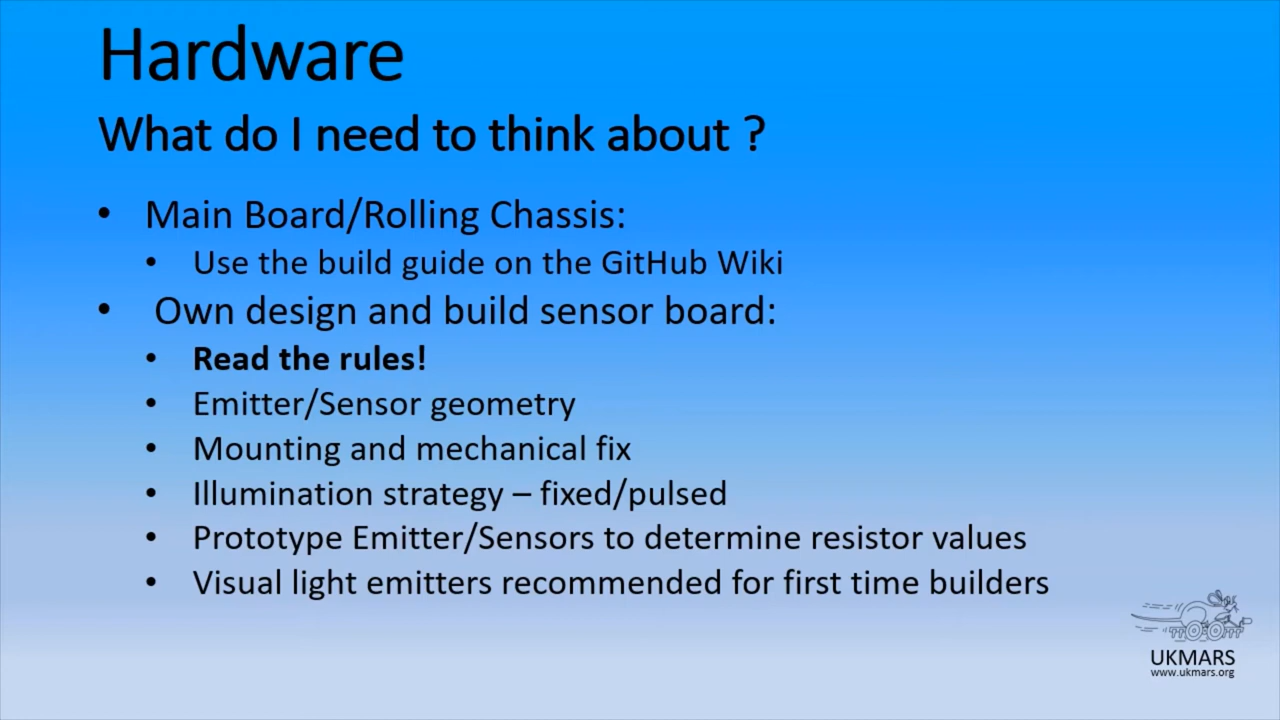 Hardware
What do I need to think about ?
• Main Board/Rolling Chassis:
• Use the build guide on the GitHub Wiki
• Own design and build sensor board:
• Read the rules!
• Emitter/Sensor geometry
• Mounting and mechanical fix
• Illumination strategy – fixed/pulsed
• Prototype Emitter/Sensors to determine resistor values
• Visual light emitters recommended for first time builders
UKMARS
www.ukmars.org